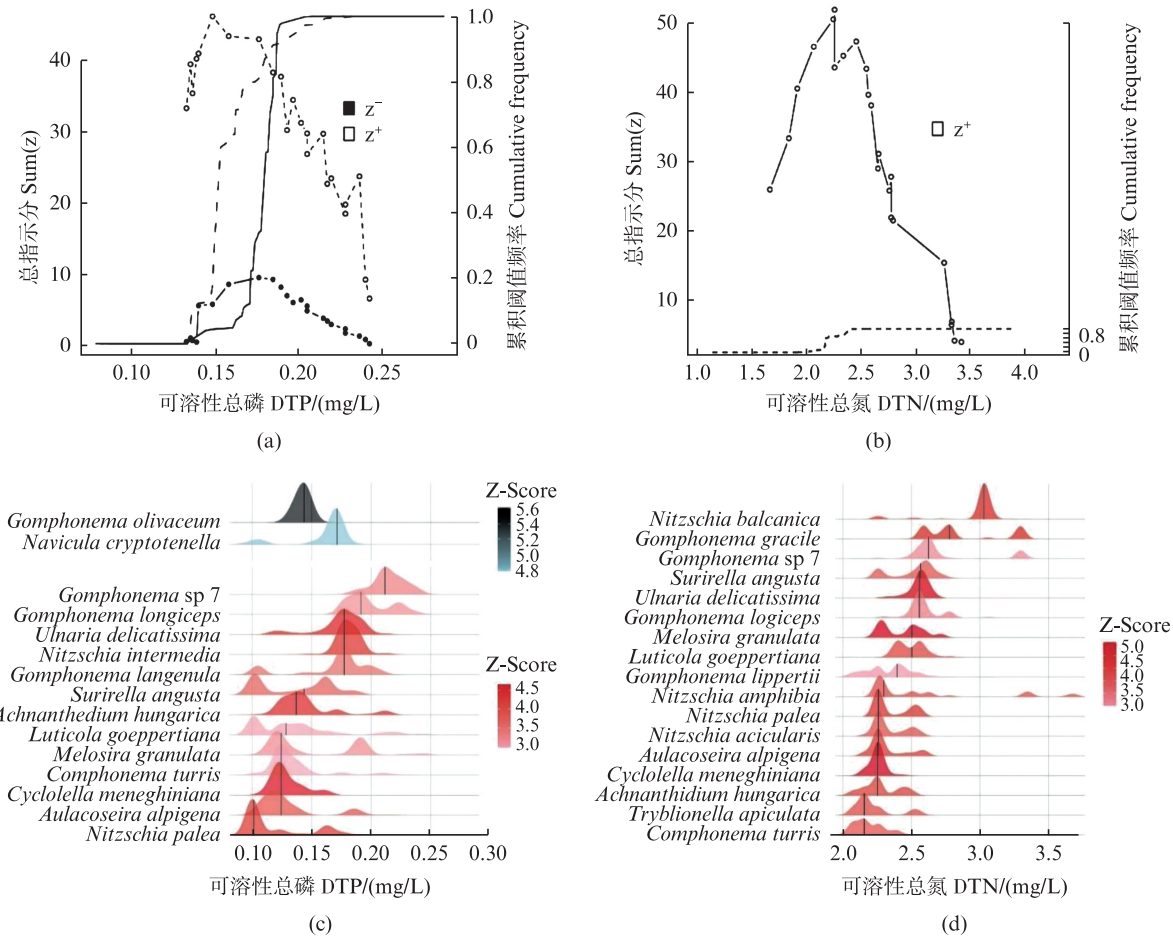 总指示分 Sum(z)
40
30
20
10
0
z⁻
z⁺
1.0
0.8
0.6
0.4
0.2
0
累积阈值频率 Cumulative frequency
0.10 0.15 0.20 0.25
可溶性总磷 DTP/(mg/L)
(a)
总指示分 Sum(z)
50
40
30
20
10
z⁺
0.8
0
累积阈值频率 Cumulative frequency
1.0 1.5 2.0 2.5 3.0 3.5 4.0
可溶性总氮 DTN/(mg/L)
(b)
Gomphonema olivaceum
Navicula cryptotenella
Gomphonema sp 7
Gomphonema longiceps
Ulnaria delicatissima
Nitzschia intermedia
Gomphonema langenula
Surirella angusta
Achnanthedium hungarica
Luticola goeppertiana
Melosira granulata
Comphonema turris
Cyclolella meneghiniana
Aulacoseira alpigena
Nitzschia palea
Z-Score
5.6
5.4
5.2
5.0
4.8
Z-Score
4.5
4.0
3.5
3.0
0.10 0.15 0.20 0.25 0.30
可溶性总磷 DTP/(mg/L)
(c)
Nitzschia balcanica
Gomphonema gracile
Gomphonema sp 7
Surirella angusta
Ulnaria delicatissima
Gomphonema logiceps
Melosira granulata
Luticola goeppertiana
Gomphonema lippertii
Nitzschia amphibia
Nitzschia palea
Nitzschia acicularis
Aulacoseira alpigena
Cyclolella meneghiniana
Achnanthidium hungarica
Tryblionella apiculata
Comphonema turris
Z-Score
5.0
4.5
4.0
3.5
3.0
2.0 2.5 3.0 3.5
可溶性总氮 DTN/(mg/L)
(d)